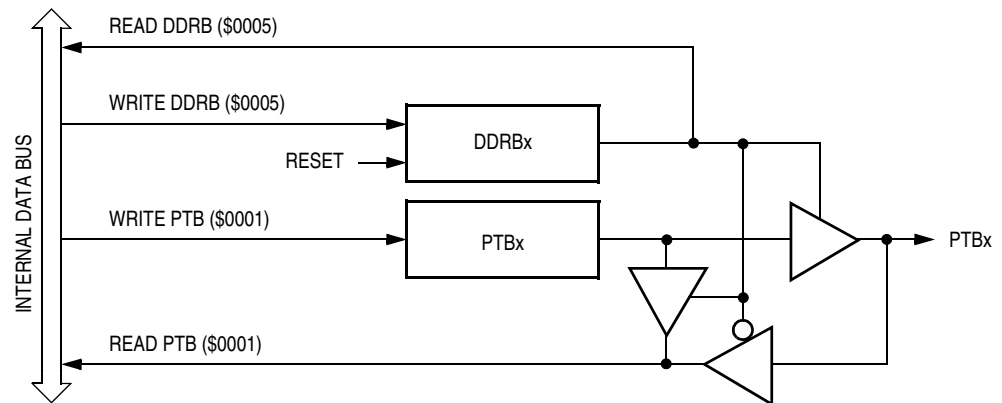 READ DDRB ($0005)
WRITE DDRB ($0005)
DDRBx
RESET
WRITE PTB ($0001)
PTBx
PTBx
READ PTB ($0001)
INTERNAL DATA BUS